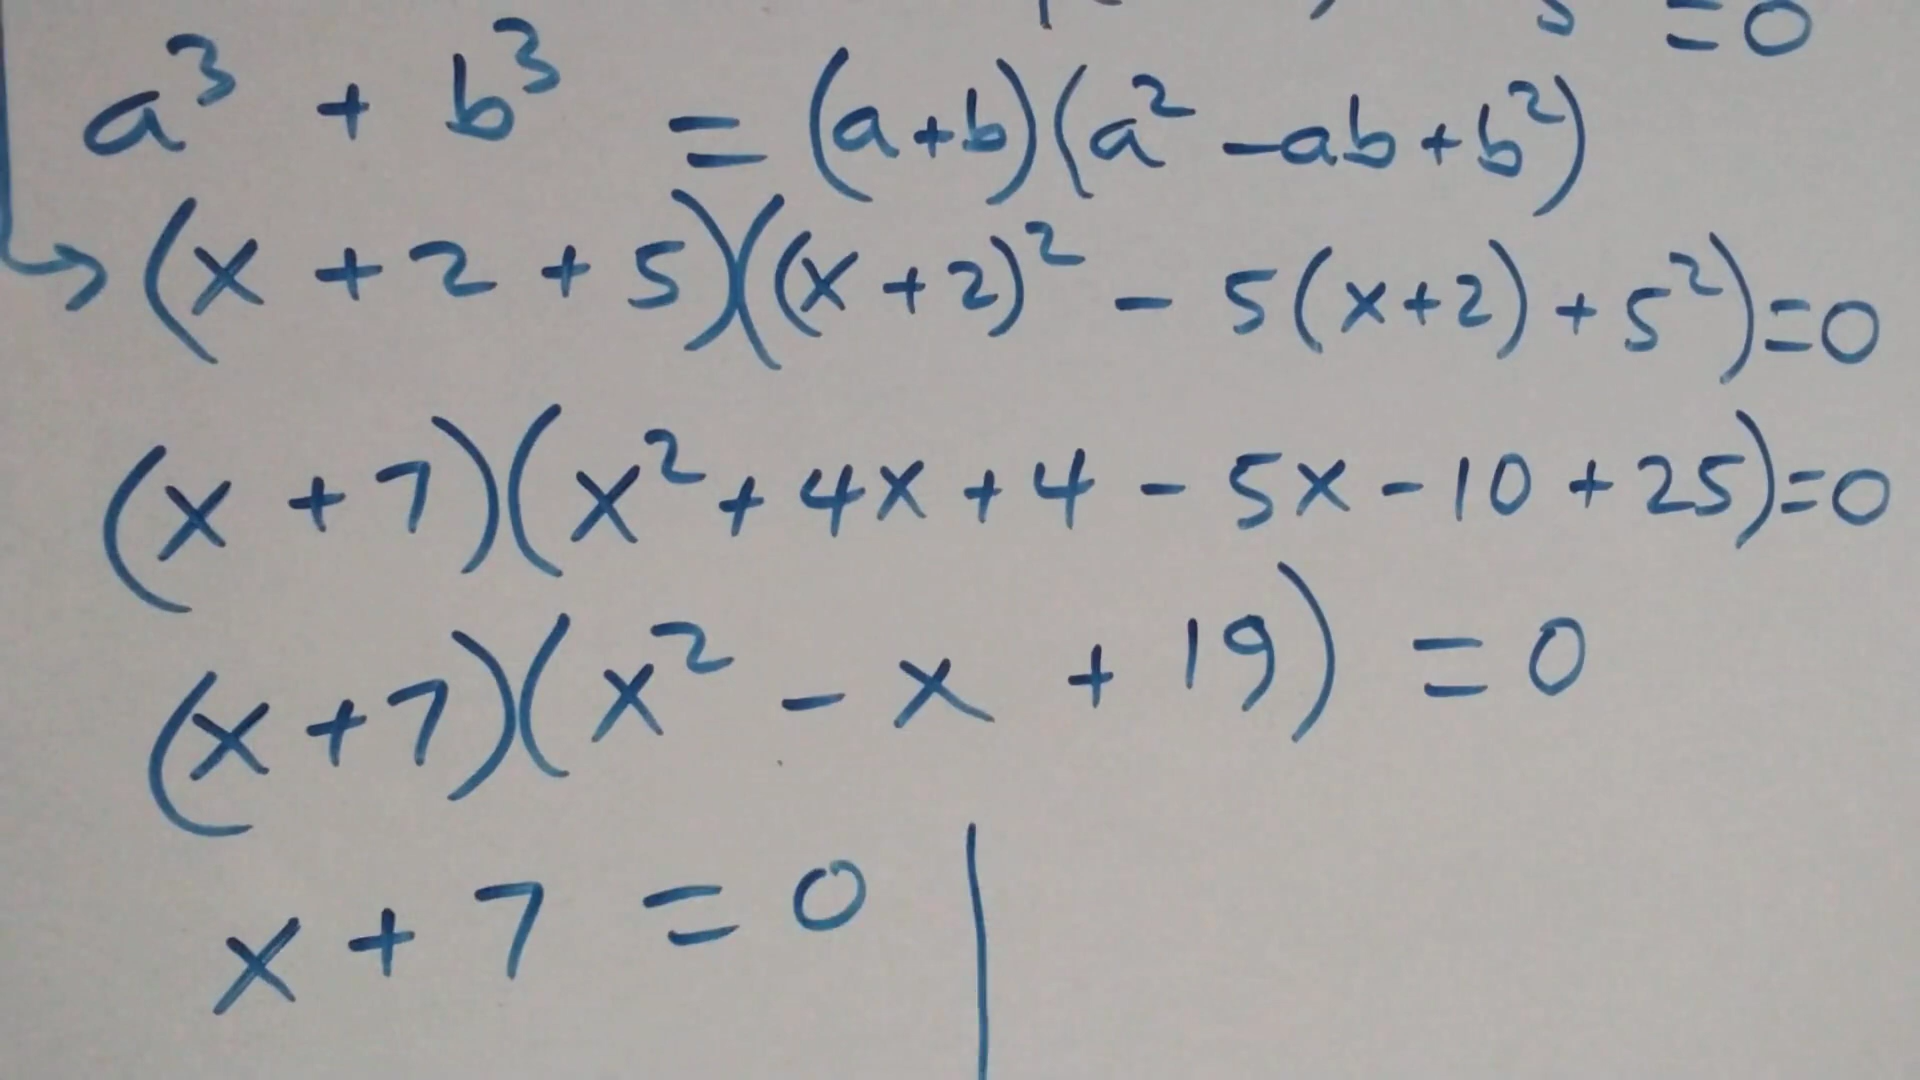 = 0
a³ + b³ = (a+b)(a² - ab + b²)
(x + 2 + 5)((x + 2)² - 5(x+2) + 5²) = 0
(x + 7)(x² + 4x + 4 - 5x - 10 + 25) = 0
(x + 7)(x² - x + 19) = 0
x + 7 = 0